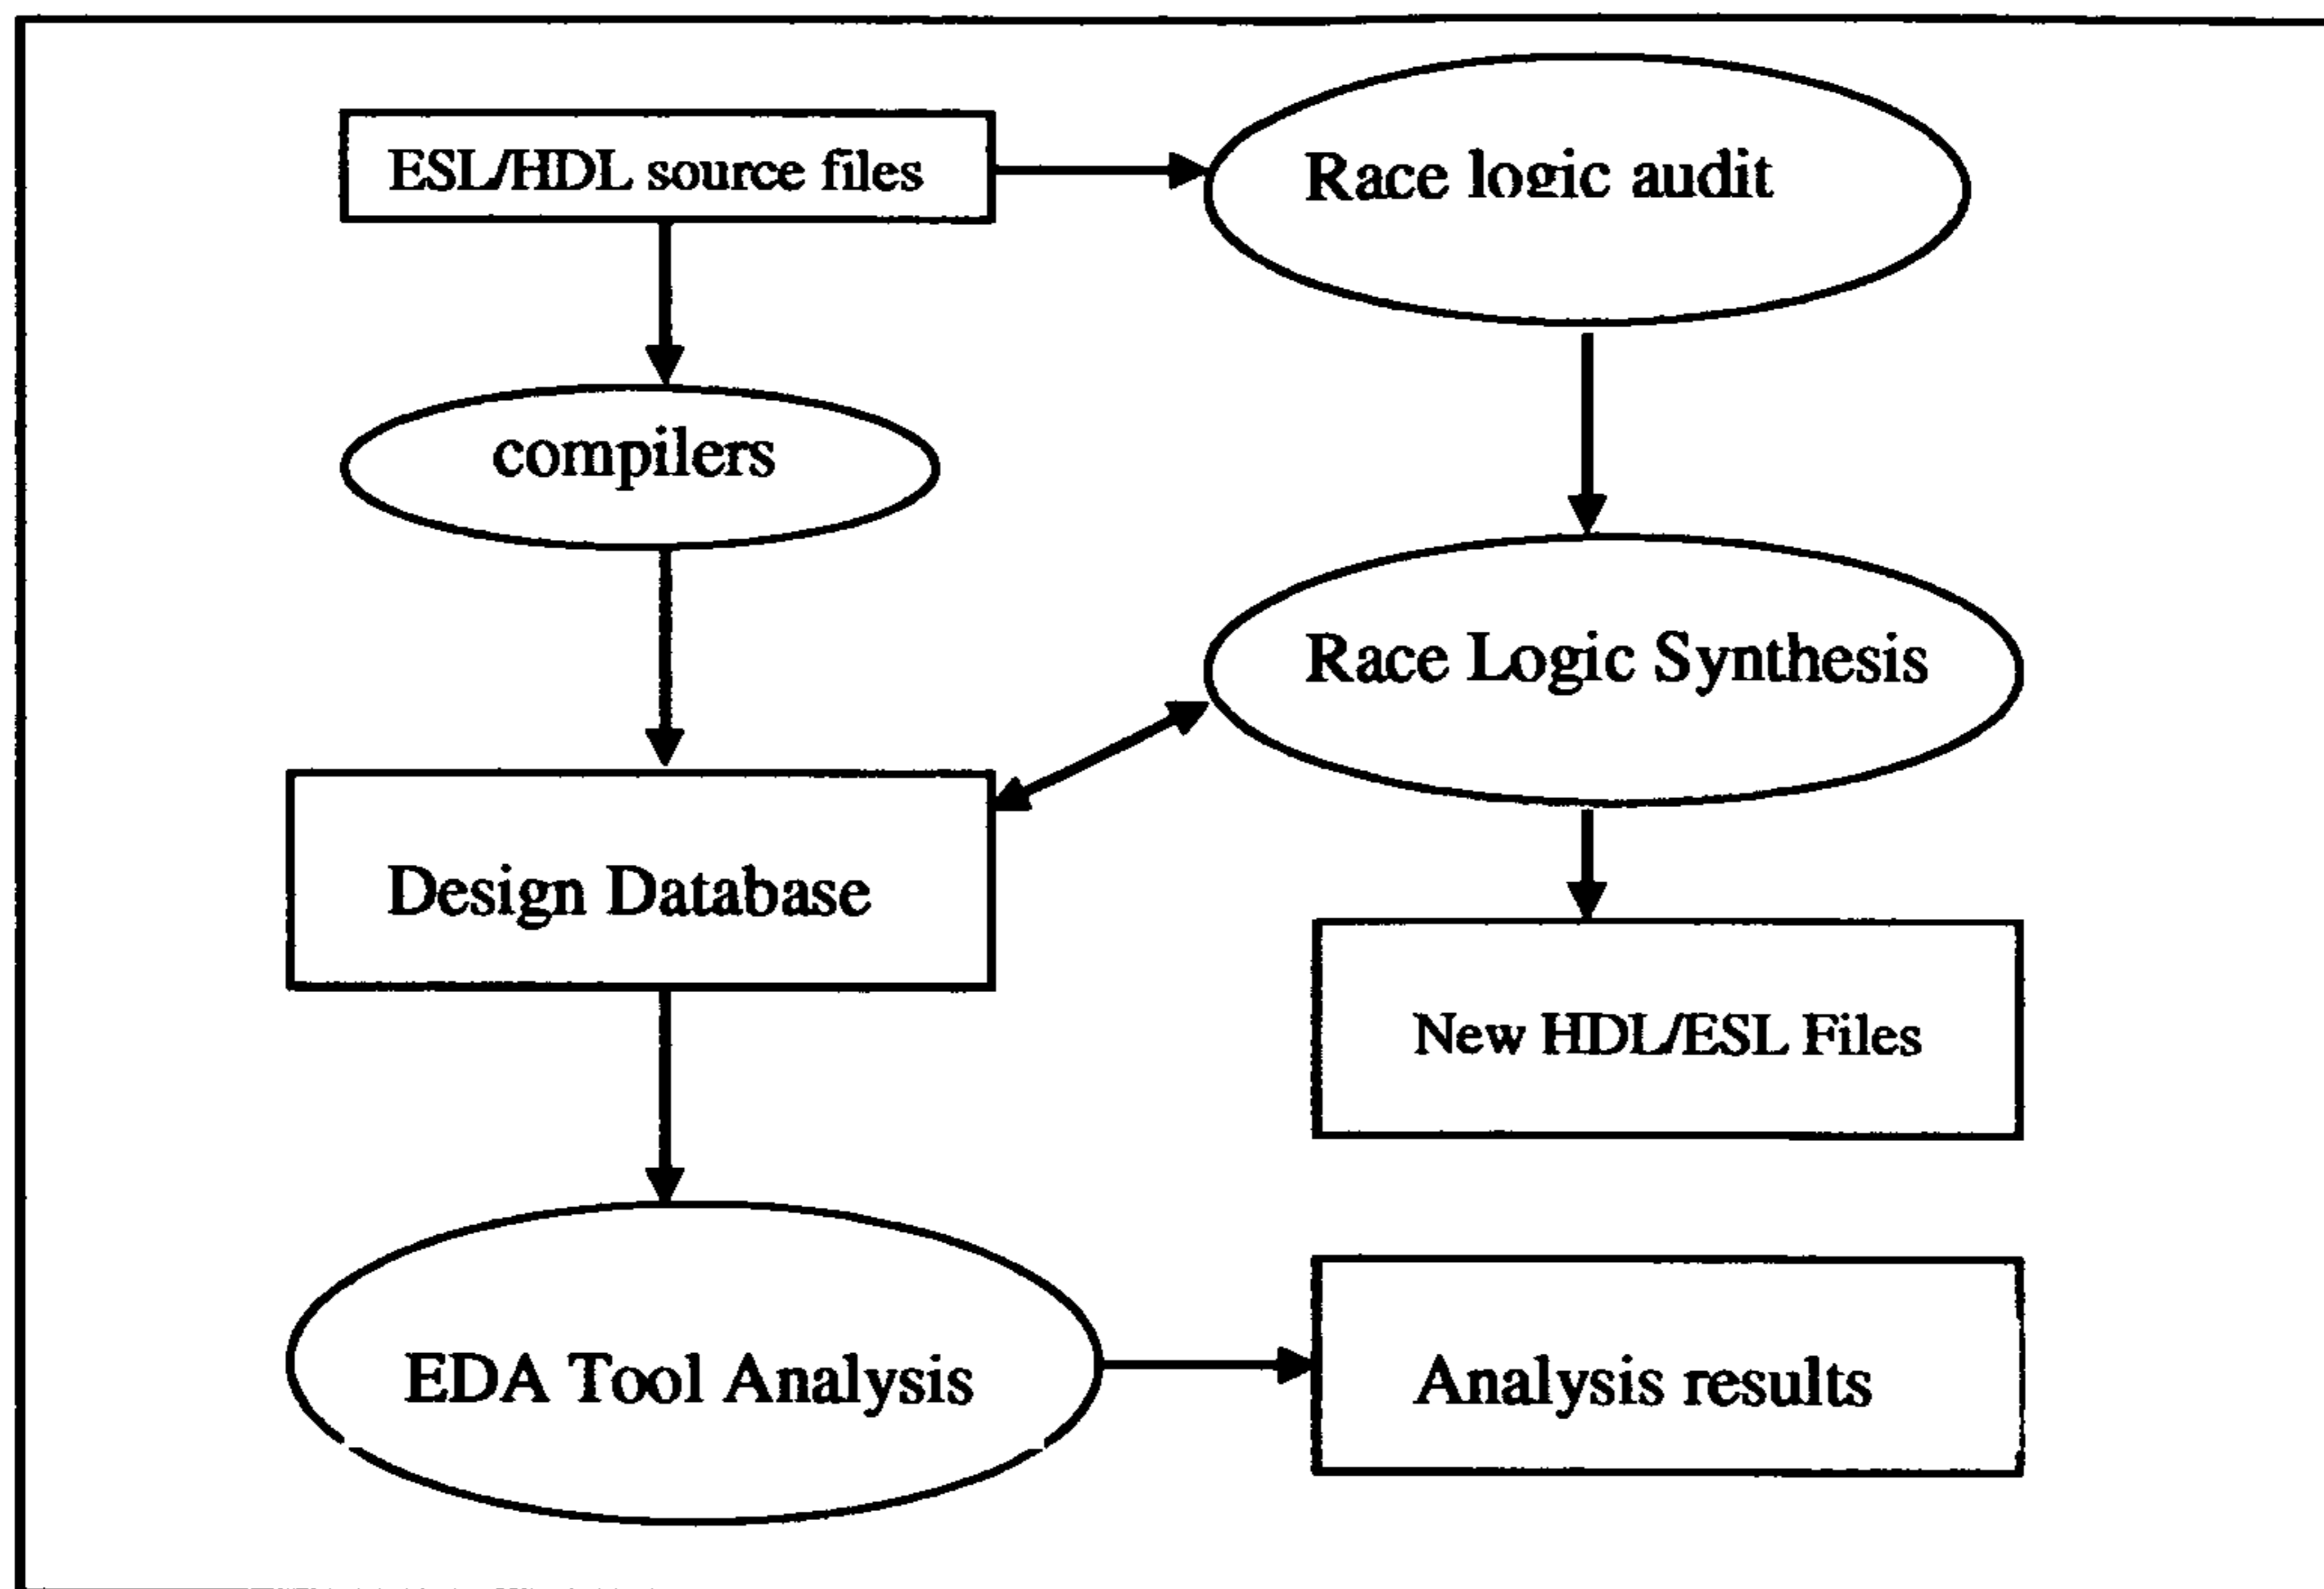 ESL/HDL source files
Race logic audit
compilers
Race Logic Synthesis
Design Database
New HDL/ESL Files
EDA Tool Analysis
Analysis results